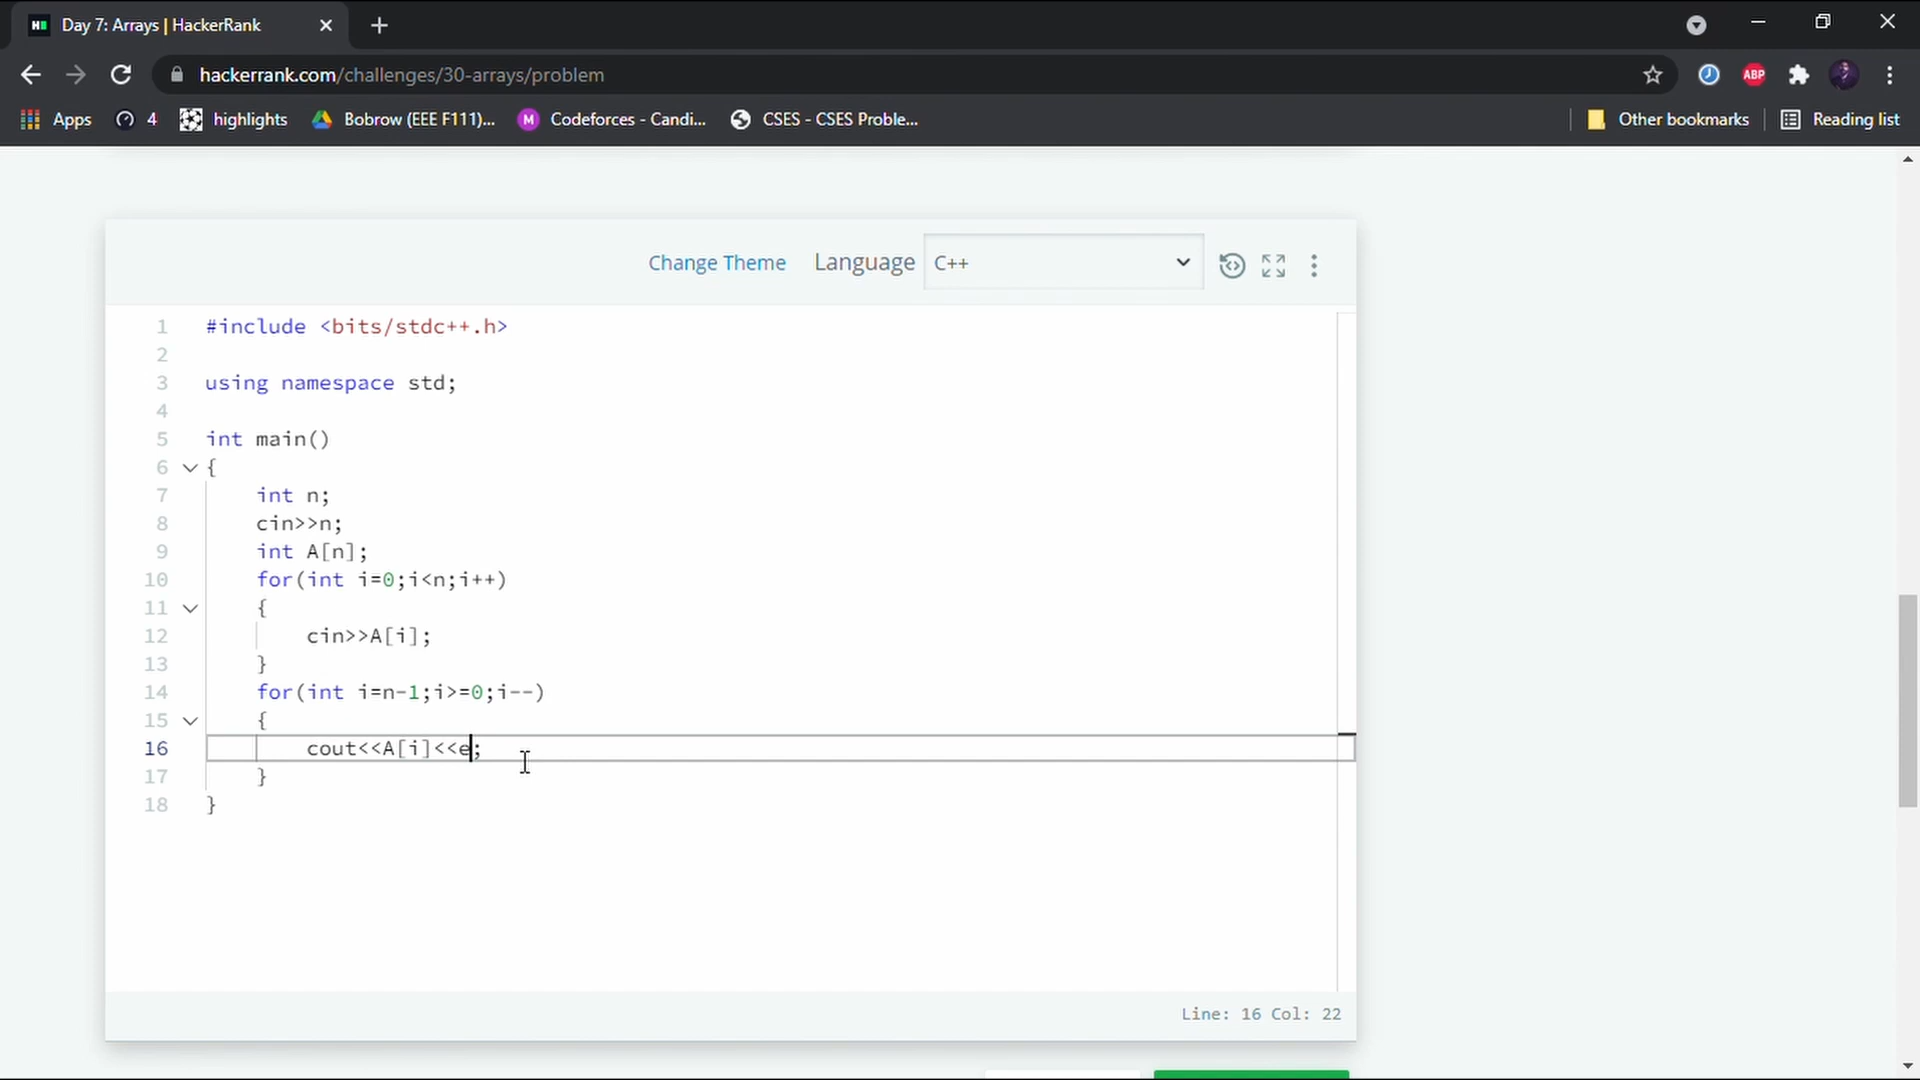 Day 7: Arrays | HackerRank
hackerrank.com/challenges/30-arrays/problem
ABP
Apps 4 highlights Bobrow (EEE F111)... M Codeforces - Candi... CSES - CSES Proble... Other bookmarks Reading list
Change Theme Language C++
1 #include <bits/stdc++.h>
2
3 using namespace std;
4
5 int main()
6 {
7 int n;
8 cin>>n;
9 int A[n];
10 for(int i=0;i<n;i++)
11 {
12 cin>>A[i];
13 }
14 for(int i=n-1;i>=0;i--)
15 {
16 cout<<A[i]<<e;
17 }
18 }
Line: 16 Col: 22